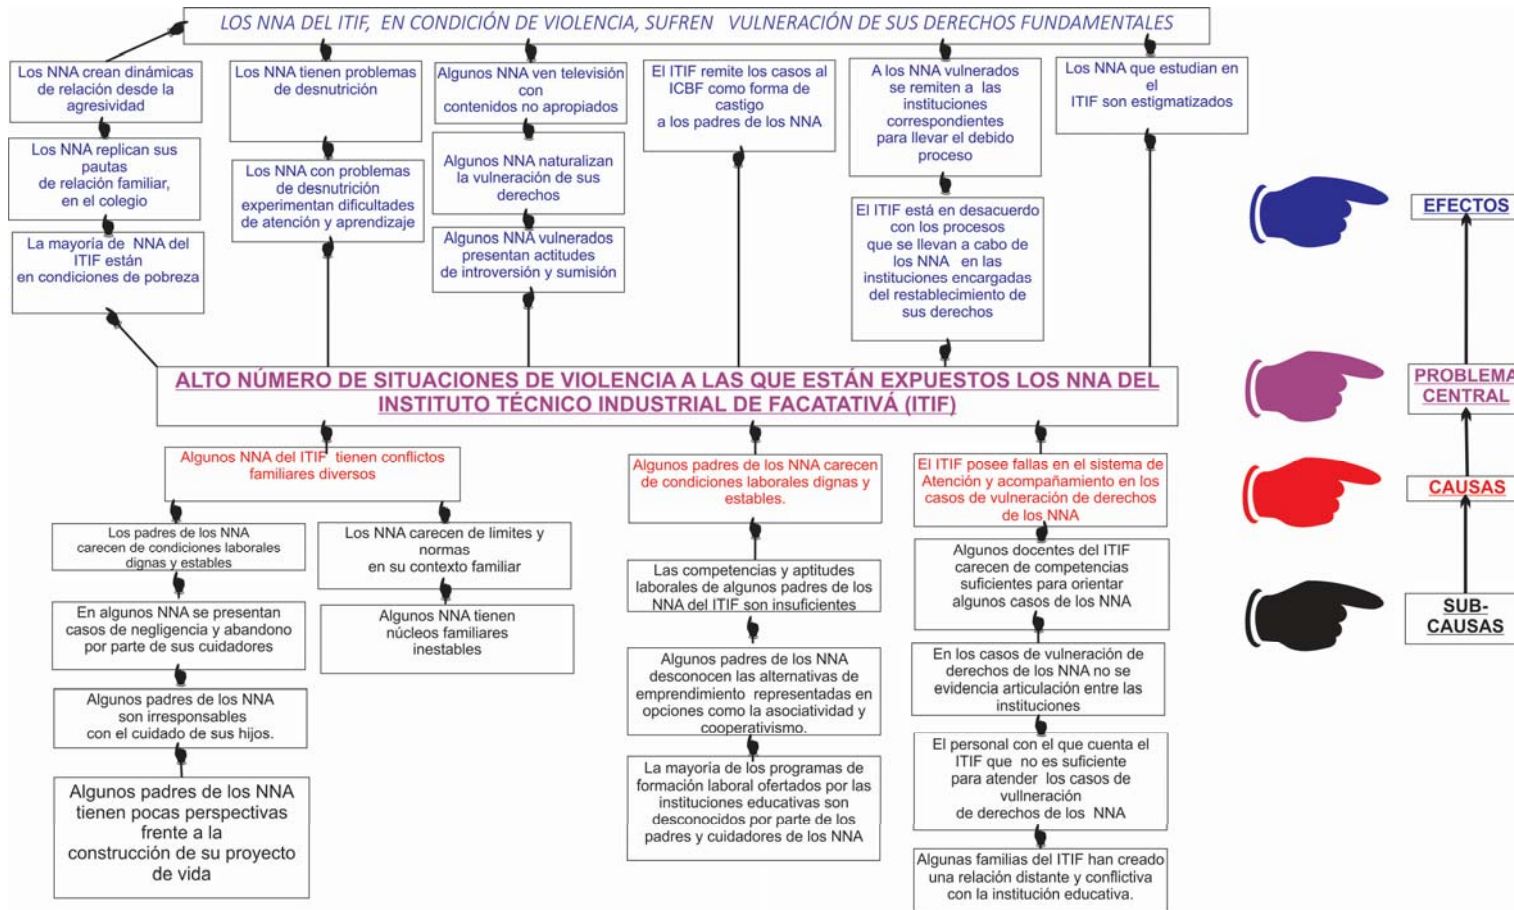 LOS NNA DEL ITIF, EN CONDICIÓN DE VIOLENCIA, SUFREN VULNERACIÓN DE SUS DERECHOS FUNDAMENTALES
Los NNA crean dinámicas
de relación desde la
agresividad
Los NNA replican sus
pautas
de relación familiar,
en el colegio
La mayoría de NNA del
ITIF están
en condiciones de pobreza
Los NNA tienen problemas
de desnutrición
Los NNA con problemas
de desnutrición
experimentan dificultades
de atención y aprendizaje
Algunos NNA ven televisión
con
contenidos no apropiados
Algunos NNA naturalizan
la vulneración de sus
derechos
Algunos NNA vulnerados
presentan actitudes
de introversión y sumisión
El ITIF remite los casos al
ICBF como forma de
castigo
a los padres de los NNA
A los NNA vulnerados
se remiten a las
instituciones
correspondientes
para llevar el debido
proceso
El ITIF está en desacuerdo
con los procesos
que se llevan a cabo de
los NNA en las
instituciones encargadas
del restablecimiento de
sus derechos
Los NNA que estudian en
el
ITIF son estigmatizados
EFECTOS
ALTO NÚMERO DE SITUACIONES DE VIOLENCIA A LAS QUE ESTÁN EXPUESTOS LOS NNA DEL
INSTITUTO TÉCNICO INDUSTRIAL DE FACATATIVÁ (ITIF)
PROBLEMA
CENTRAL
Algunos NNA del ITIF tienen conflictos
familiares diversos
Algunos padres de los NNA carecen
de condiciones laborales dignas y
estables.
El ITIF posee fallas en el sistema de
Atención y acompañamiento en los
casos de vulneración de derechos
de los NNA
CAUSAS
Los padres de los NNA
carecen de condiciones laborales
dignas y estables
En algunos NNA se presentan
casos de negligencia y abandono
por parte de sus cuidadores
Algunos padres de los NNA
son irresponsables
con el cuidado de sus hijos.
Algunos padres de los NNA
tienen pocas perspectivas
frente a la
construcción de su proyecto
de vida
Los NNA carecen de limites y
normas
en su contexto familiar
Algunos NNA tienen
núcleos familiares
inestables
Las competencias y aptitudes
laborales de algunos padres de los
NNA del ITIF son insuficientes
Algunos padres de los NNA
desconocen las alternativas de
emprendimiento representadas en
opciones como la asociatividad y
cooperativismo.
La mayoría de los programas de
formación laboral ofertados por las
instituciones educativas son
desconocidos por parte de los
padres y cuidadores de los NNA
Algunos docentes del ITIF
carecen de competencias
suficientes para orientar
algunos casos de los NNA
En los casos de vulneración de
derechos de los NNA no se
evidencia articulación entre las
instituciones
El personal con el que cuenta el
ITIF que no es suficiente
para atender los casos de
vullneración
de derechos de los NNA
Algunas familias del ITIF han creado
una relación distante y conflictiva
con la institución educativa.
SUB-
CAUSAS